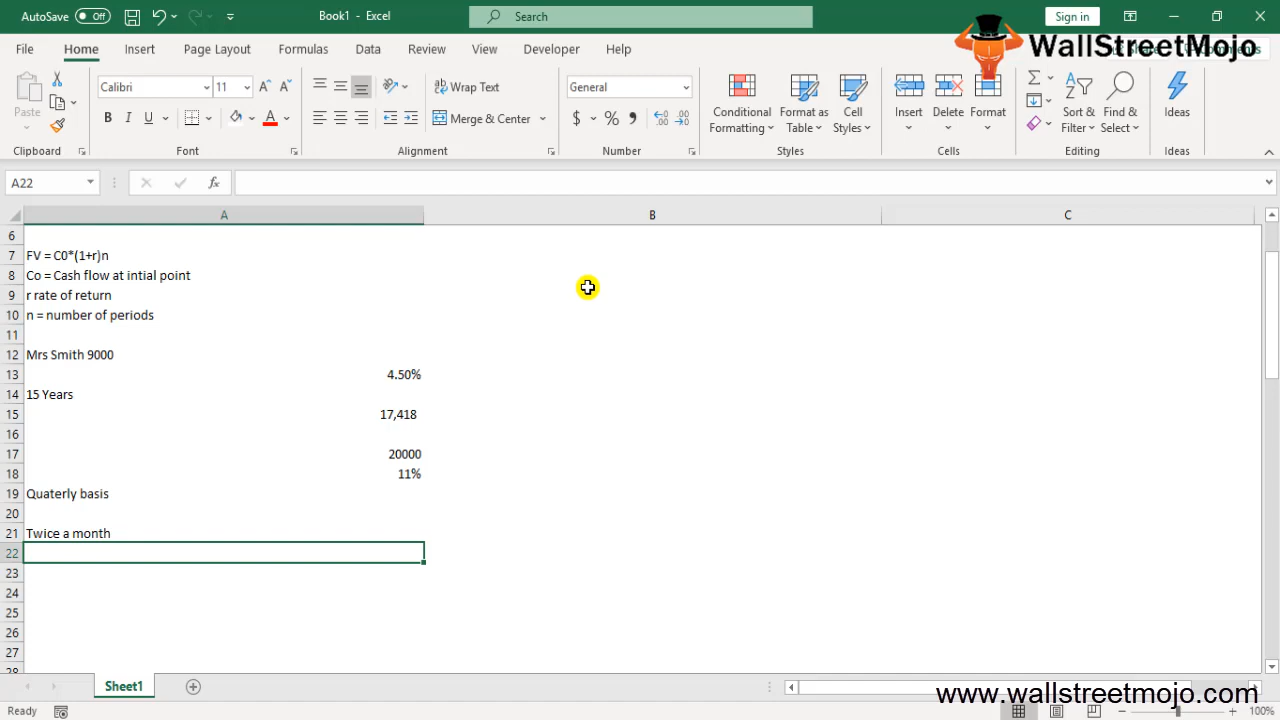 AutoSave Off Book1 - Excel Search Sign in
File Home Insert Page Layout Formulas Data Review View Developer Help WallStreetMojo
Calibri 11 Wrap Text General
Paste B I U Merge & Center $ % Conditional Formatting Format as Table Cell Styles Insert Delete Format Sort & Filter Find & Select Ideas
Clipboard Font Alignment Number Styles Cells Editing Ideas
A22 fx
A B C
6
7 FV = C0*(1+r)n
8 Co = Cash flow at intial point
9 r rate of return
10 n = number of periods
11
12 Mrs Smith 9000
13 4.50%
14 15 Years
15 17,418
16
17 20000
18 11%
19 Quaterly basis
20
21 Twice a month
22
23
24
25
26
27
28
Sheet1
www.wallstreetmojo.com
Ready 100%